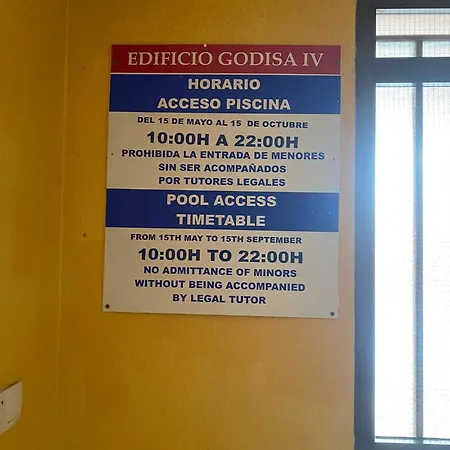 EDIFICIO GODISA IV
HORARIO
ACCESO PISCINA
DEL 15 DE MAYO AL 15 DE OCTUBRE
10:00H A 22:00H
PROHIBIDA LA ENTRADA DE MENORES
SIN SER ACOMPAÑADOS
POR TUTORES LEGALES
POOL ACCESS
TIMETABLE
FROM 15TH MAY TO 15TH SEPTEMBER
10:00H TO 22:00H
NO ADMITTANCE OF MINORS
WITHOUT BEING ACCOMPANIED
BY LEGAL TUTOR